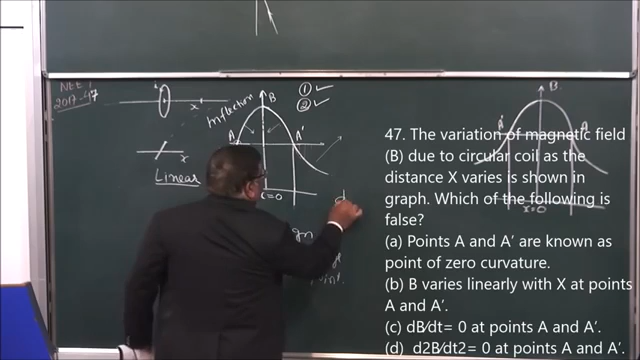 NEET
2017-47
i
x
x
Linear
Inflection
B
A
A'
x=0
①✓
②✓
d
B
A'
A
x=0
47. The variation of magnetic field
(B) due to circular coil as the
distance X varies is shown in
graph. Which of the following is
false?
(a) Points A and A′ are known as
point of zero curvature.
(b) B varies linearly with X at points
A and A′.
(c) dB⁄dt= 0 at points A and A′.
(d) d2B⁄dt2= 0 at points A and A′.